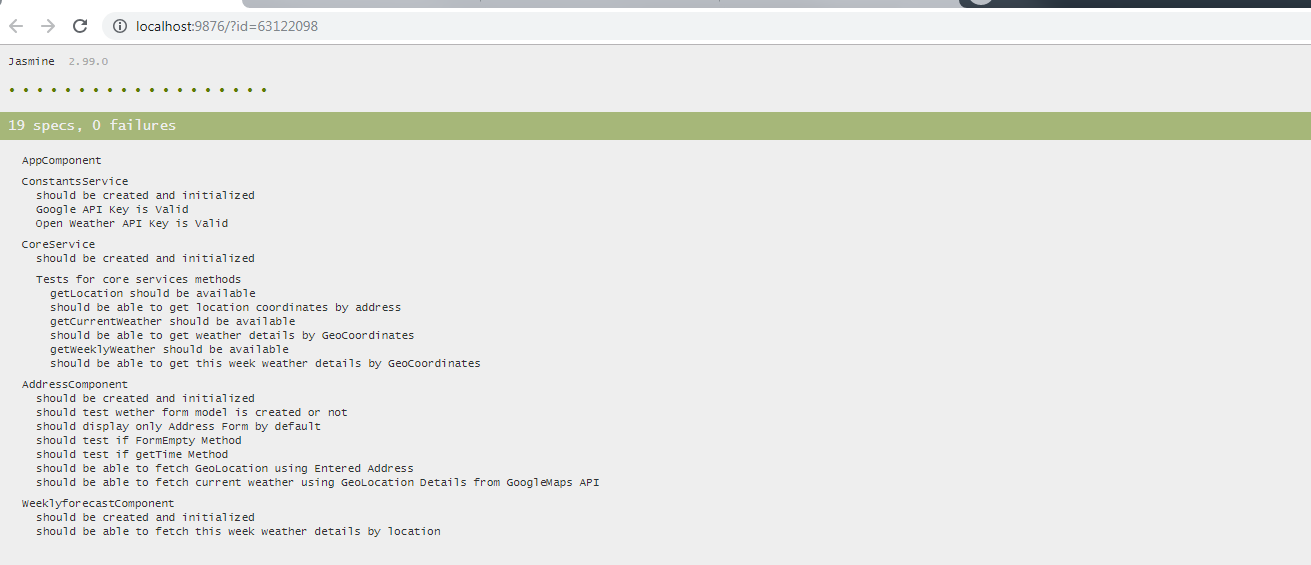 localhost:9876/?id=63122098
Jasmine 2.99.0
• • • • • • • • • • • • • • • • • • •
19 specs, 0 failures
AppComponent
ConstantsService
should be created and initialized
Google API Key is Valid
Open Weather API Key is Valid
CoreService
should be created and initialized
Tests for core services methods
getLocation should be available
should be able to get location coordinates by address
getCurrentWeather should be available
should be able to get weather details by GeoCoordinates
getWeeklyWeather should be available
should be able to get this week weather details by GeoCoordinates
AddressComponent
should be created and initialized
should test wether form model is created or not
should display only Address Form by default
should test if FormEmpty Method
should test if getTime Method
should be able to fetch GeoLocation using Entered Address
should be able to fetch current weather using GeoLocation Details from GoogleMaps API
WeeklyforecastComponent
should be created and initialized
should be able to fetch this week weather details by location